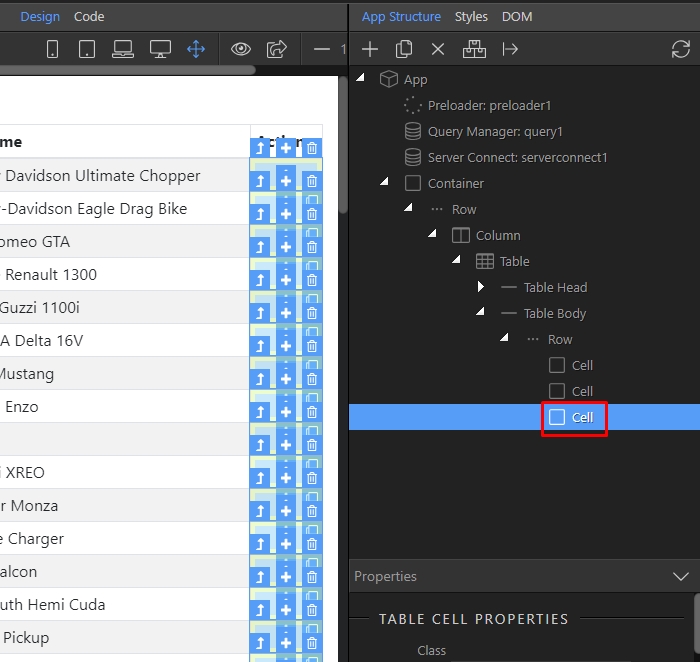 Design Code
App Structure Styles DOM
1
App
Preloader: preloader1
Query Manager: query1
Server Connect: serverconnect1
Container
Row
Column
Table
Table Head
Table Body
Row
Cell
Cell
Cell
Properties
TABLE CELL PROPERTIES
Class
me
Davidson Ultimate Chopper
-Davidson Eagle Drag Bike
omeo GTA
Renault 1300
Guzzi 1100i
A Delta 16V
Mustang
Enzo
i XREO
r Monza
e Charger
alcon
uth Hemi Cuda
Pickup